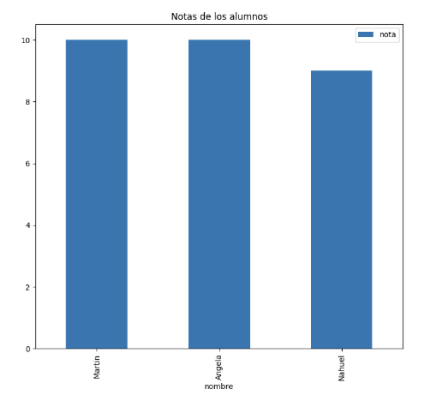 Notas de los alumnos
nota
10
8
6
4
2
0
Martin
Angela
Nahuel
nombre